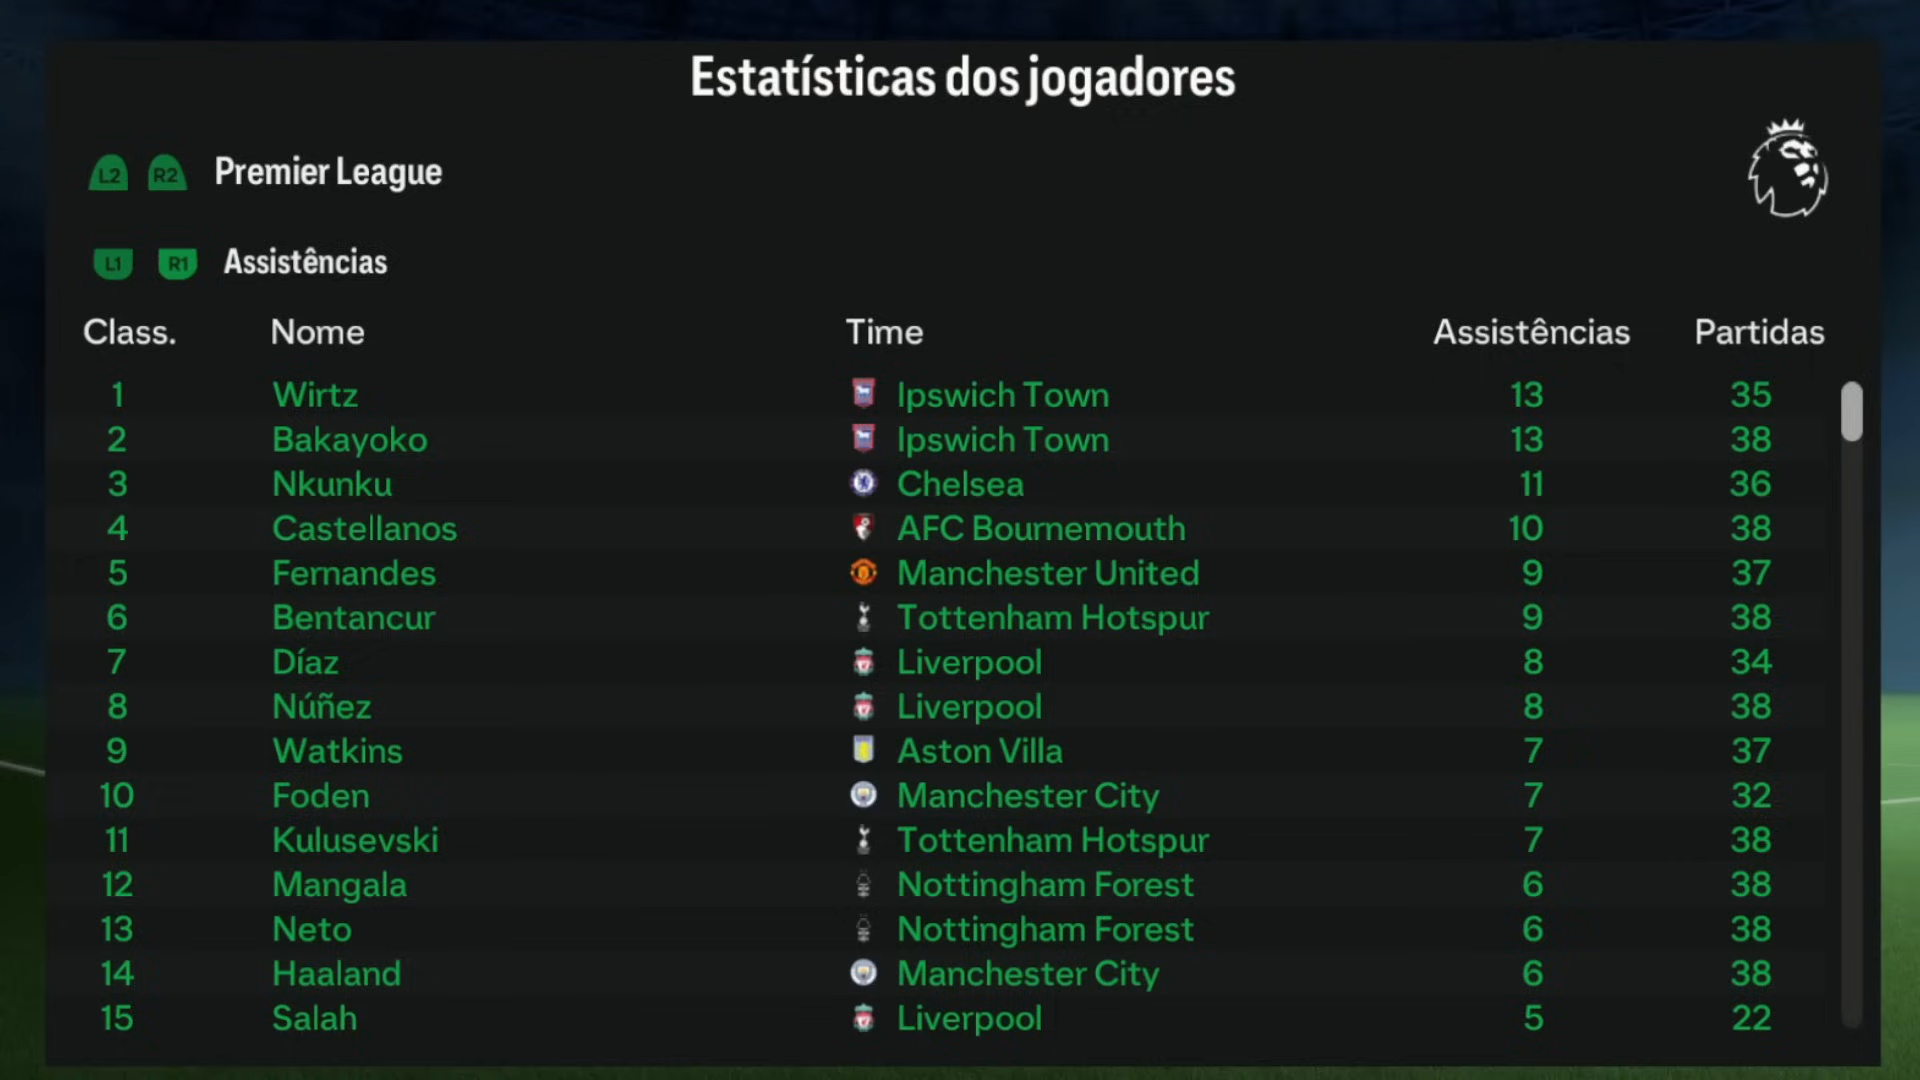 Estatísticas dos jogadores
L2 R2 Premier League
L1 R1 Assistências
Class. Nome Time Assistências Partidas
1 Wirtz Ipswich Town 13 35
2 Bakayoko Ipswich Town 13 38
3 Nkunku Chelsea 11 36
4 Castellanos AFC Bournemouth 10 38
5 Fernandes Manchester United 9 37
6 Bentancur Tottenham Hotspur 9 38
7 Díaz Liverpool 8 34
8 Núñez Liverpool 8 38
9 Watkins Aston Villa 7 37
10 Foden Manchester City 7 32
11 Kulusevski Tottenham Hotspur 7 38
12 Mangala Nottingham Forest 6 38
13 Neto Nottingham Forest 6 38
14 Haaland Manchester City 6 38
15 Salah Liverpool 5 22